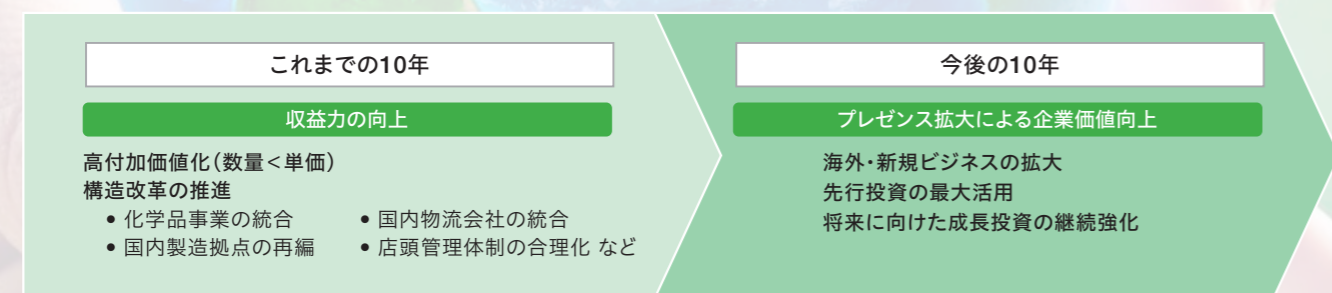 これまでの10年
収益力の向上
高付加価値化(数量<単価)
構造改革の推進
• 化学品事業の統合
• 国内物流会社の統合
• 国内製造拠点の再編
• 店頭管理体制の合理化 など
今後の10年
プレゼンス拡大による企業価値向上
海外・新規ビジネスの拡大
先行投資の最大活用
将来に向けた成長投資の継続強化